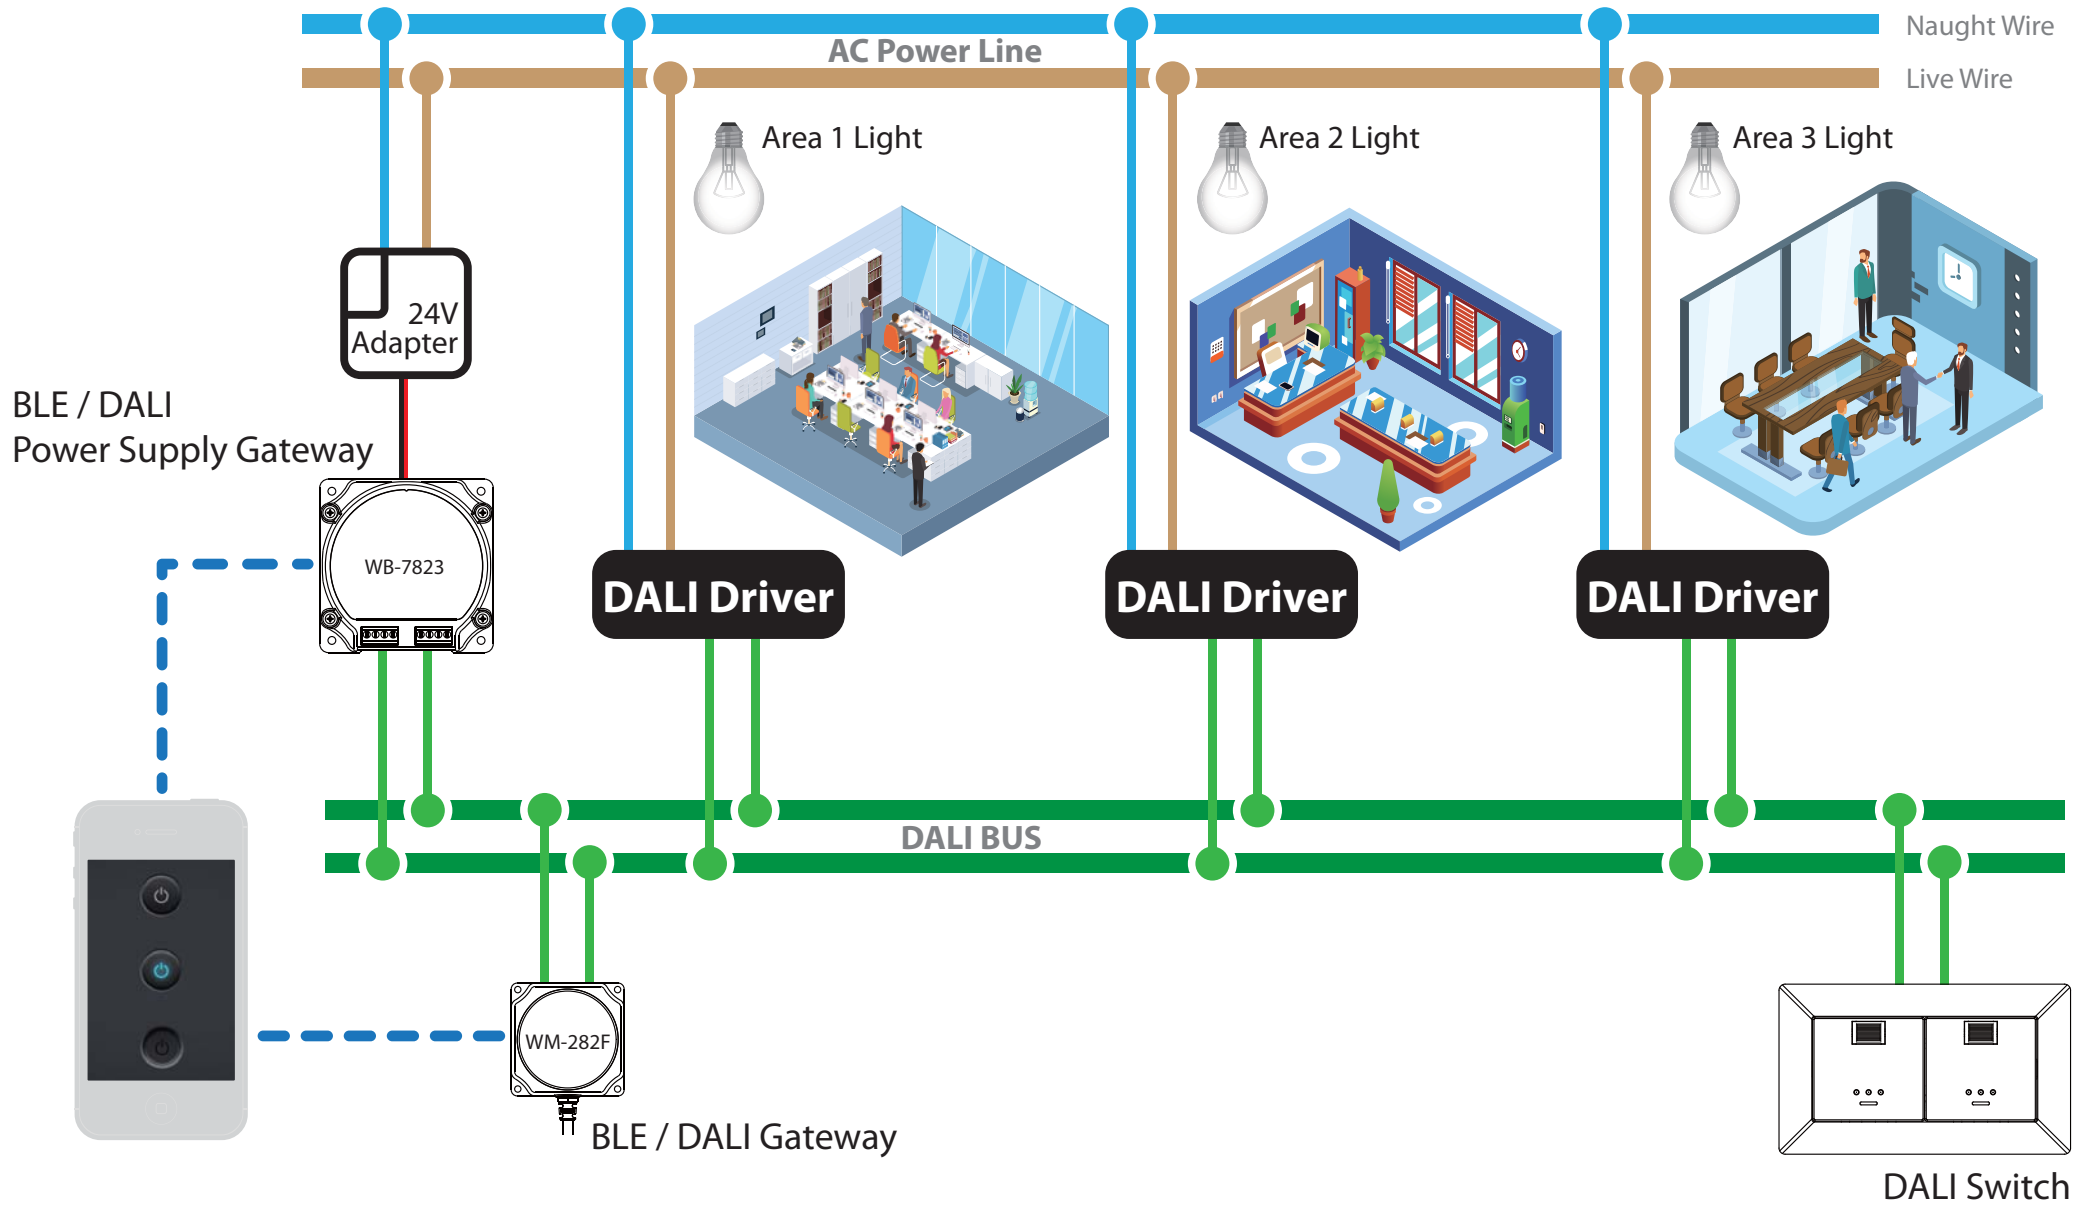 Naught Wire
AC Power Line
Live Wire
Area 1 Light
Area 2 Light
Area 3 Light
24V
Adapter
BLE / DALI
Power Supply Gateway
WB-7823
DALI Driver
DALI Driver
DALI Driver
DALI BUS
WM-282F
BLE / DALI Gateway
DALI Switch